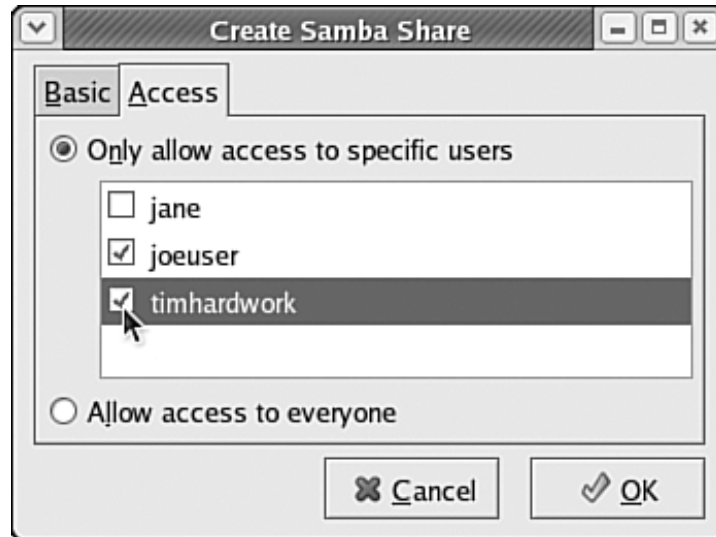 Create Samba Share
Basic Access
Only allow access to specific users
jane
joeuser
timhardwork
Allow access to everyone
Cancel OK